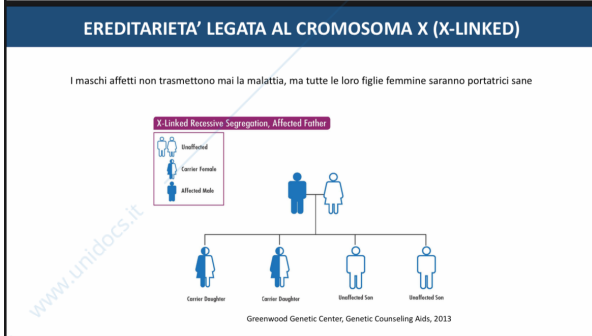 EREDITARIETA' LEGATA AL CROMOSOMA X (X-LINKED)
I maschi affetti non trasmettono mai la malattia, ma tutte le loro figlie femmine saranno portatrici sane
X-Linked Recessive Segregation, Affected Father
Unaffected
Carrier Female
Affected Male
Carrier Daughter Carrier Daughter Unaffected Son Unaffected Son
Greenwood Genetic Center, Genetic Counseling Aids, 2013
www.unidocs.it